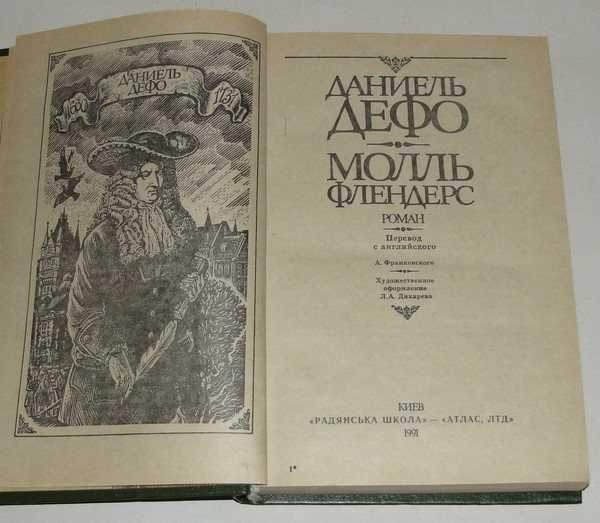 ДАНИЕЛЬ
ДЕФО
1660
1731
ДАНИЕЛЬ
ДЕФО
МОЛЛЬ
ФЛЕНДЕРС
РОМАН
Перевод
с английского
А. Франковского
Художественное
оформление
Л.А. Дикарева
КИЕВ
«РАДЯНСЬКА ШКОЛА» — «АТЛАС, ЛТД»
1991
1*